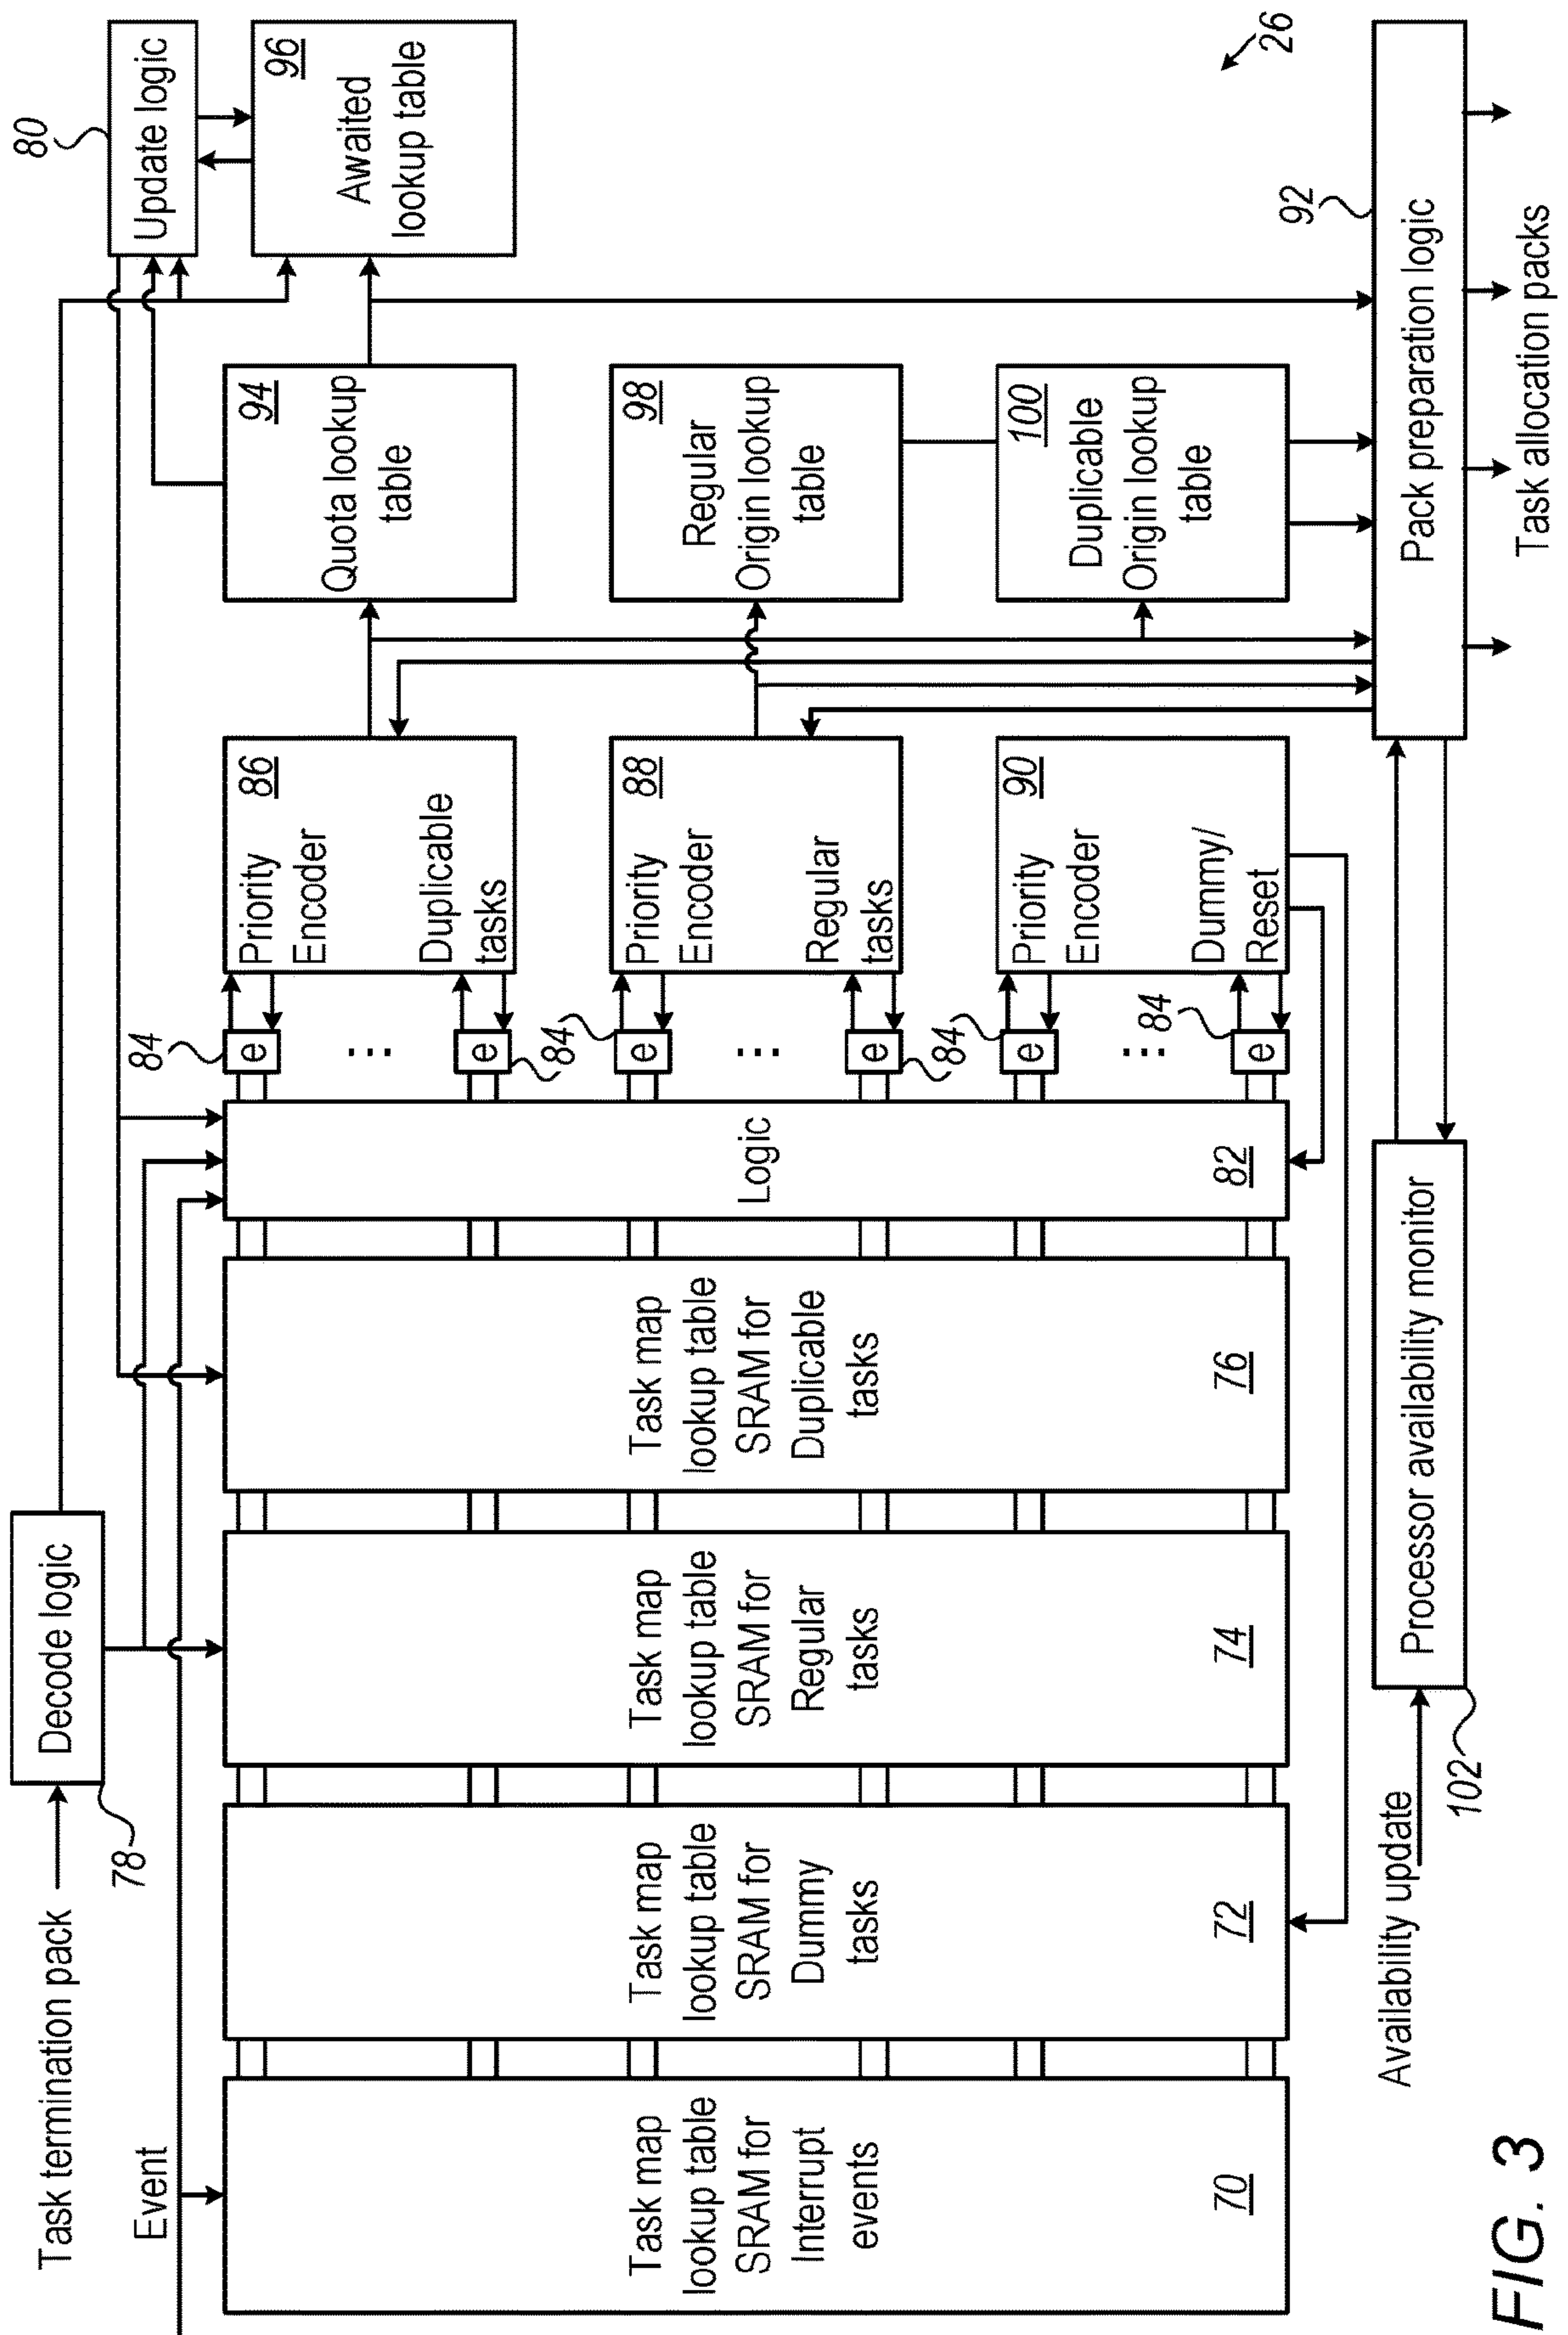 Task termination pack
Event
Decode logic
78
80
Update logic
96
Awaited
lookup table
Task map
lookup table
SRAM for
Interrupt
events
70
Task map
lookup table
SRAM for
Dummy
tasks
72
Task map
lookup table
SRAM for
Regular
tasks
74
Task map
lookup table
SRAM for
Duplicable
tasks
76
Logic
82
84
e
...
e
84
84
e
...
e
84
e
...
84
e
Priority
Encoder
86
Duplicable
tasks
Priority
Encoder
88
Regular
tasks
Priority
Encoder
90
Dummy/
Reset
94
Quota lookup
table
98
Regular
Origin lookup
table
100
Duplicable
Origin lookup
table
26
92
Pack preparation logic
Task allocation packs
Availability update
Processor availability monitor
102
FIG. 3